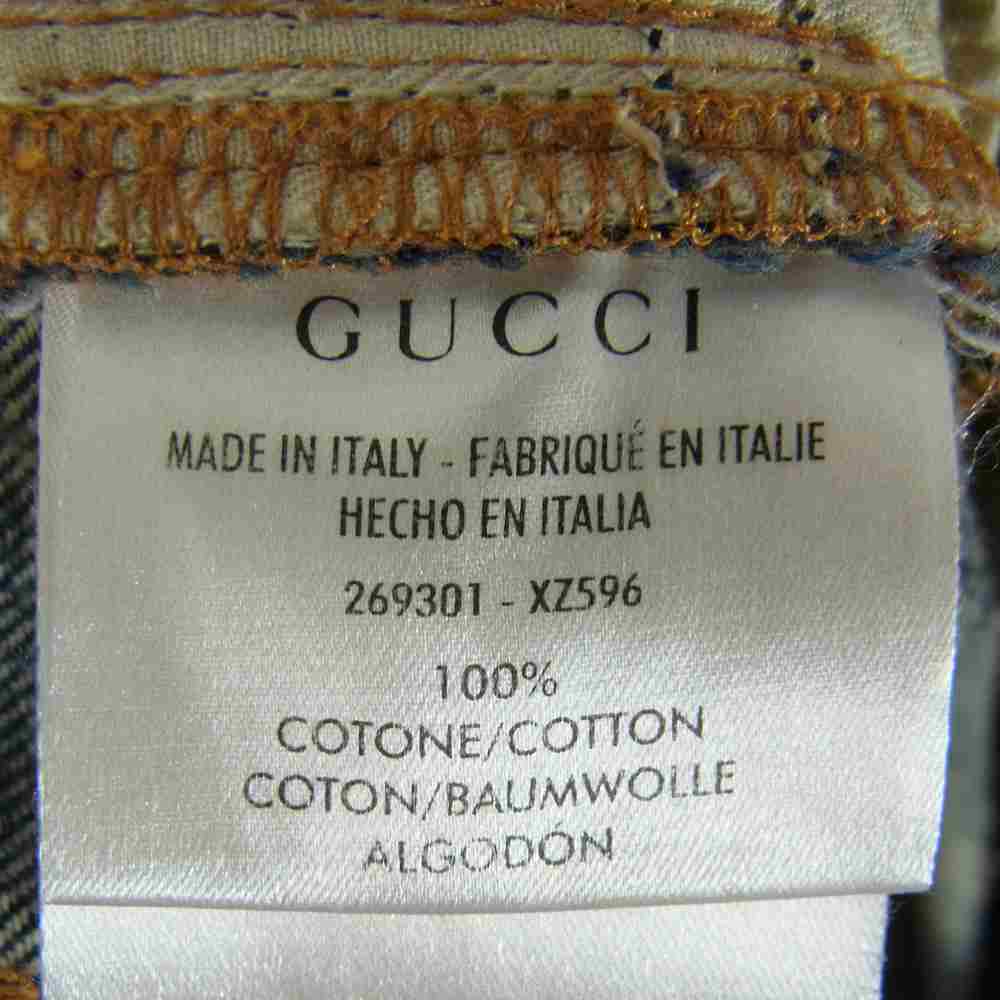 GUCCI
MADE IN ITALY - FABRIQUÉ EN ITALIE
HECHO EN ITALIA
269301 - XZ596
100%
COTONE/COTTON
COTON/BAUMWOLLE
ALGODÓN